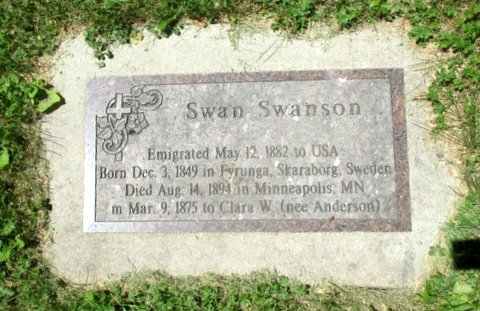 Swan Swanson
Emigrated May 12, 1882 to USA
Born Dec. 3, 1849 in Fyrunga, Skaraborg, Sweden
Died Aug. 14, 1894 in Minneapolis, MN
m Mar. 9, 1875 to Clara W. (nee Anderson)